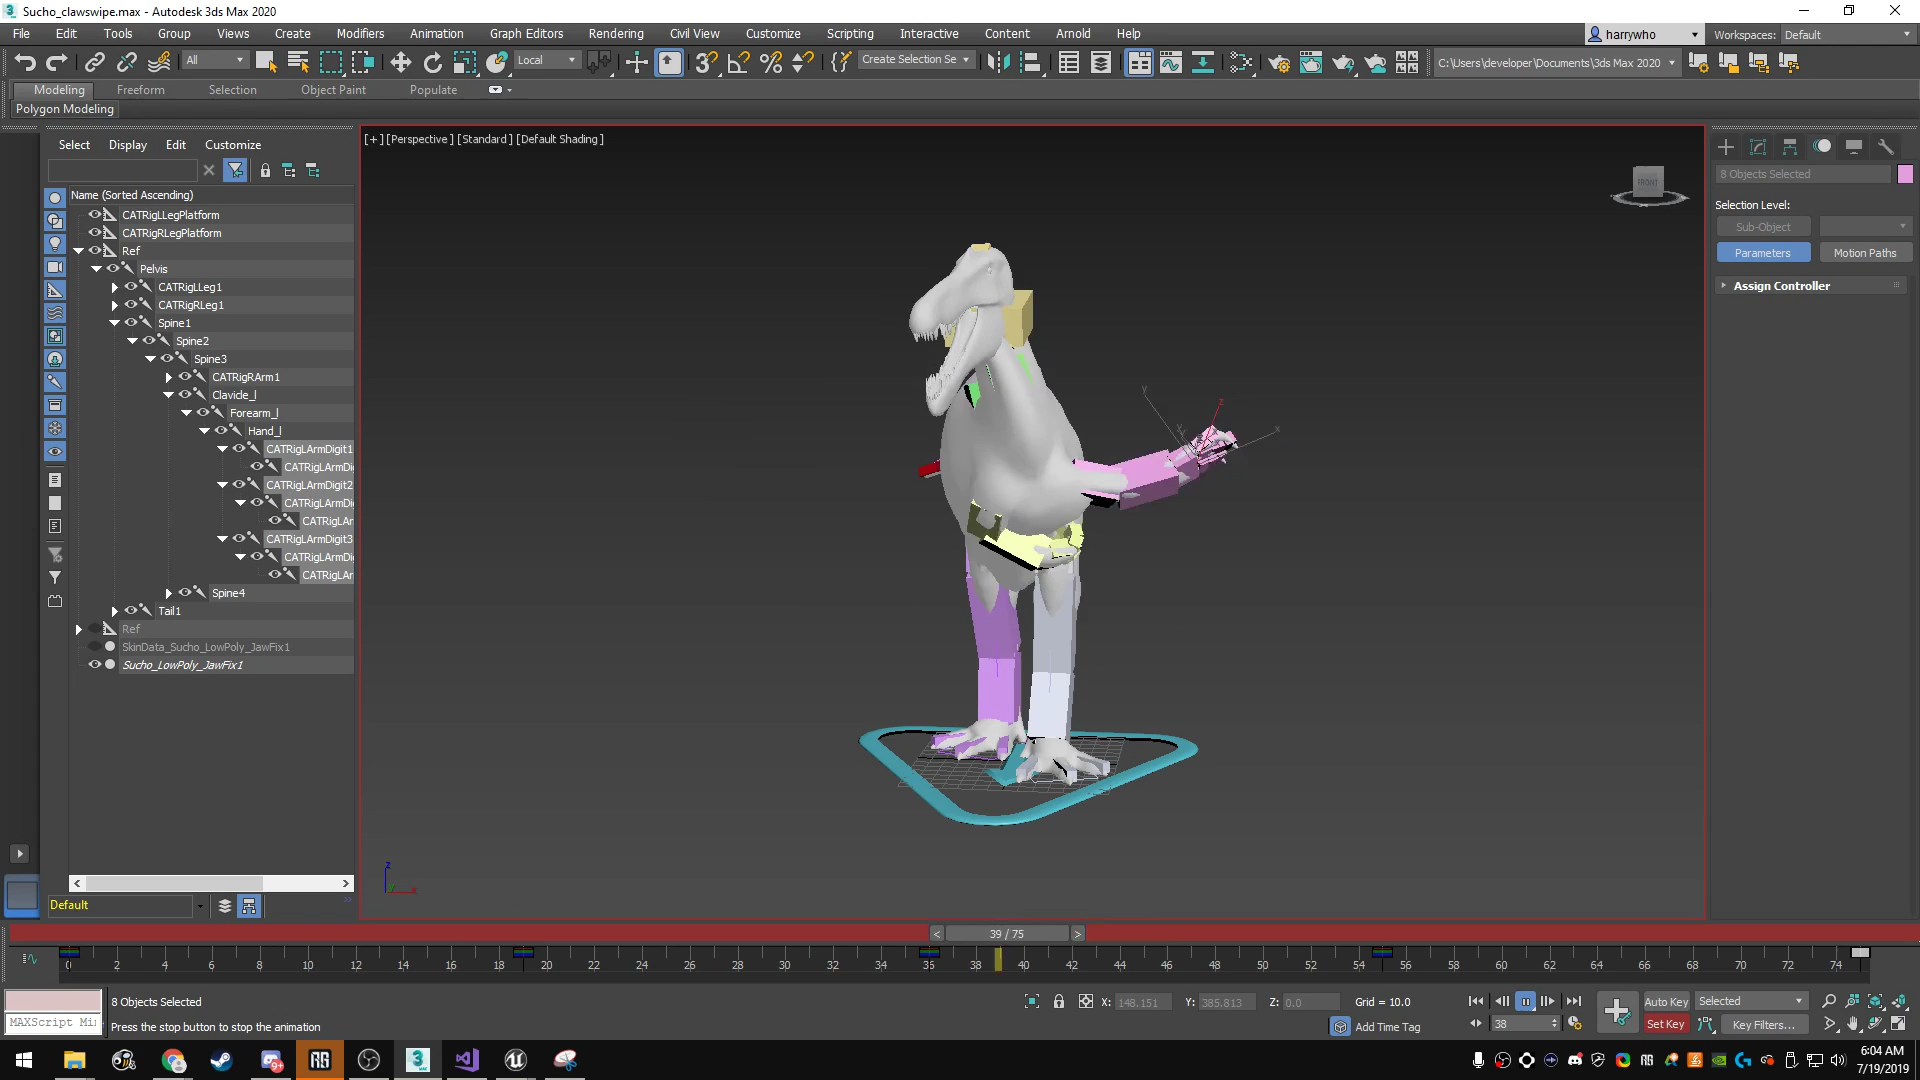 Sucho_clawswipe.max - Autodesk 3ds Max 2020
File Edit Tools Group Views Create Modifiers Animation Graph Editors Rendering Civil View Customize Scripting Interactive Content Arnold Help
harrywho
Workspaces: Default
All
Local
Create Selection Se
C:\Users\developer\Documents\3ds Max 2020
Modeling Freeform Selection Object Paint Populate
Polygon Modeling
Select Display Edit Customize
Name (Sorted Ascending)
CATRigLLegPlatform
CATRigRLegPlatform
Ref
Pelvis
CATRigLLeg1
CATRigRLeg1
Spine1
Spine2
Spine3
CATRigRArm1
Clavicle_l
Forearm_l
Hand_l
CATRigLArmDigit1
CATRigLArmDi
CATRigLArmDigit2
CATRigLArmDi
CATRigLAr
CATRigLArmDigit3
CATRigLArmDi
CATRigLAr
Spine4
Tail1
Ref
SkinData_Sucho_LowPoly_JawFix1
Sucho_LowPoly_JawFix1
Default
[+] [Perspective ] [Standard ] [Default Shading ]
FRONT
y
z
x
z
x
8 Objects Selected
Selection Level:
Sub-Object
Parameters
Motion Paths
Assign Controller
< 39 / 75 >
0 2 4 6 8 10 12 14 16 18 20 22 24 26 28 30 32 34 36 38 40 42 44 46 48 50 52 54 56 58 60 62 64 66 68 70 72 74
MAXScript Mi
8 Objects Selected
Press the stop button to stop the animation
X: 148.151
Y: 385.813
Z: 0.0
Grid = 10.0
Add Time Tag
38
Auto Key
Selected
Set Key
Key Filters...
6:04 AM
7/19/2019